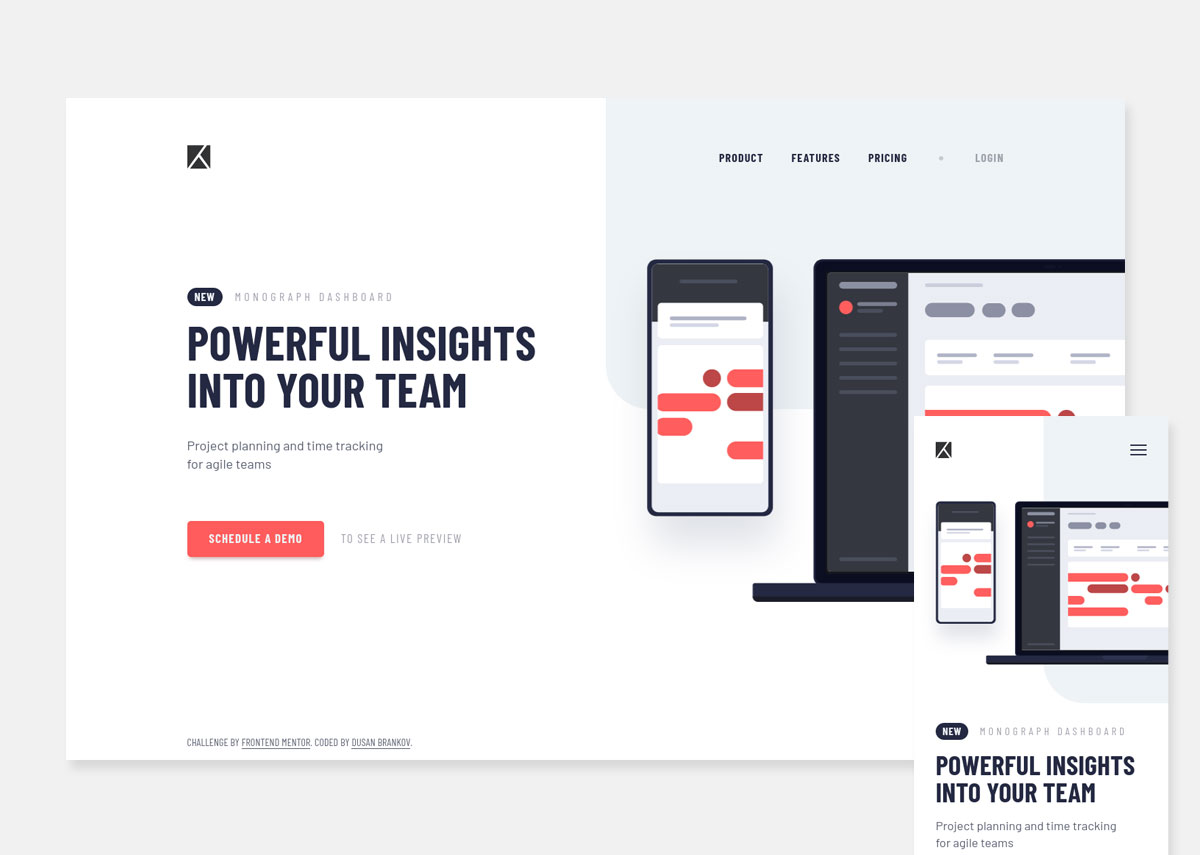 PRODUCT FEATURES PRICING LOGIN
NEW MONOGRAPH DASHBOARD
POWERFUL INSIGHTS
INTO YOUR TEAM
Project planning and time tracking
for agile teams
SCHEDULE A DEMO TO SEE A LIVE PREVIEW
CHALLENGE BY FRONTEND MENTOR. CODED BY DUSAN BRANKOV.
NEW MONOGRAPH DASHBOARD
POWERFUL INSIGHTS
INTO YOUR TEAM
Project planning and time tracking
for agile teams